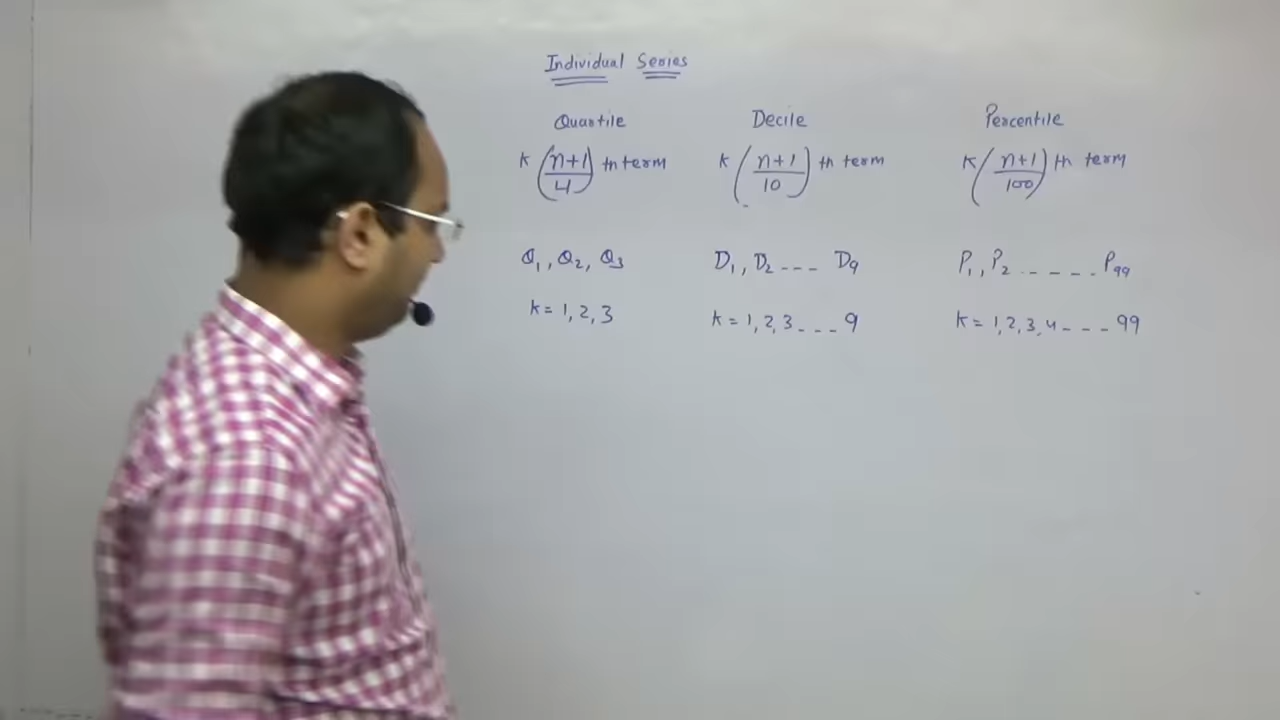 Individual Series
Quartile Decile Percentile
K (n+1/4) th term K (n+1/10) th term K (n+1/100) th term
Q1, Q2, Q3 D1, D2 --- D9 P1, P2 ----- P99
K = 1, 2, 3 K = 1, 2, 3 --- 9 K = 1, 2, 3, 4 --- 99